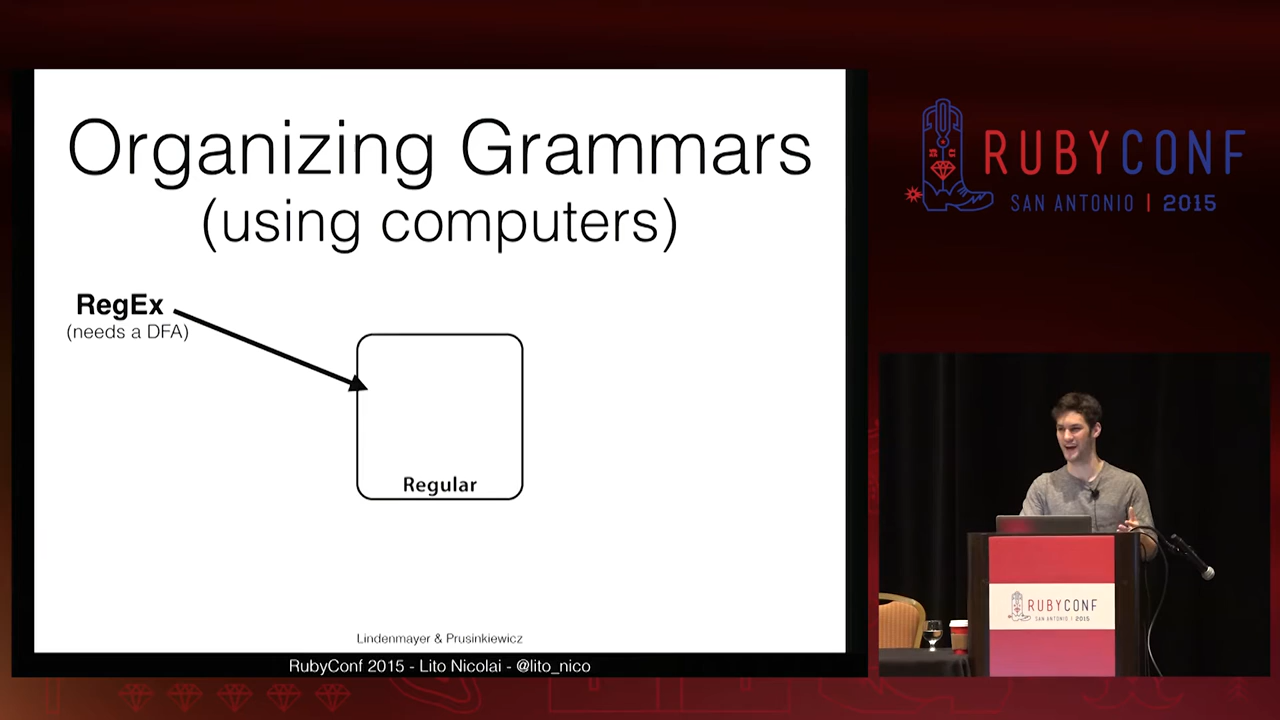 Organizing Grammars
(using computers)
RegEx
(needs a DFA)
Regular
Lindenmayer & Prusinkiewicz
RubyConf 2015 - Lito Nicolai - @lito_nico
RUBYCONF
SAN ANTONIO | 2015
RUBYCONF
SAN ANTONIO | 2015